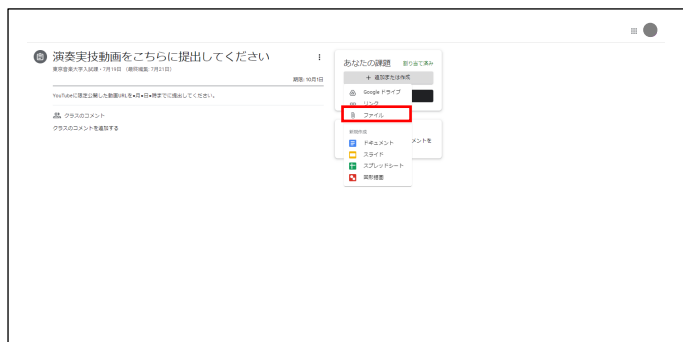 演奏実技動画をこちらに提出してください
東京音楽大学入試課・7月19日 (最終編集: 7月21日)
期限: 10月1日
YouTubeに限定公開した動画URLを●月●日●時までに提出してください。
クラスのコメント
クラスのコメントを追加する
あなたの課題
割り当て済み
+ 追加または作成
Google ドライブ
リンク
ファイル
新規作成
ドキュメント
スライド
スプレッドシート
図形描画
コメントを